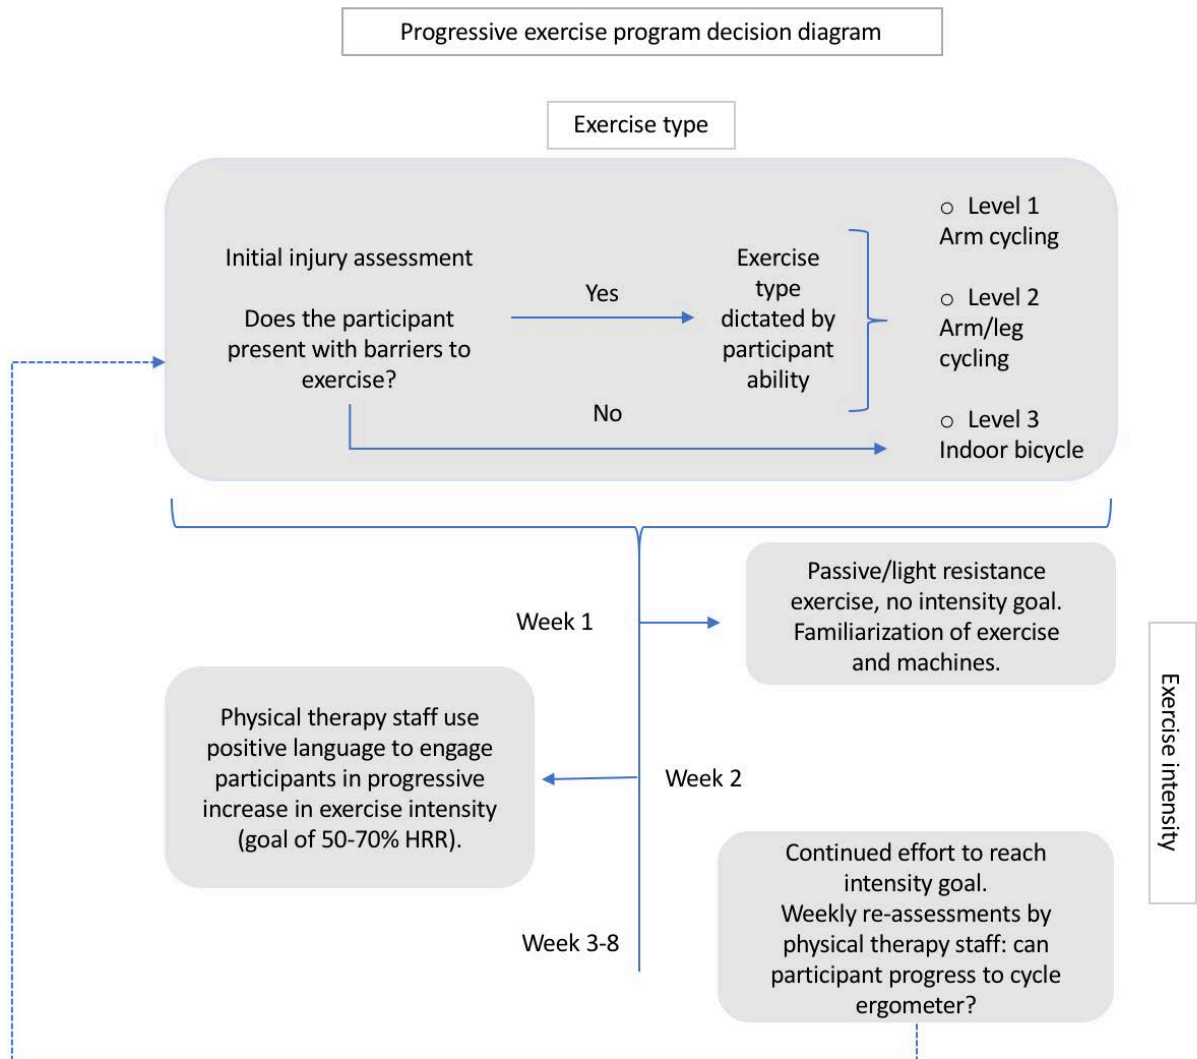 Progressive exercise program decision diagram
Exercise type
Initial injury assessment
Does the participant
present with barriers to
exercise?
Yes
No
Exercise
type
dictated by
participant
ability
○ Level 1
Arm cycling
○ Level 2
Arm/leg
cycling
○ Level 3
Indoor bicycle
Week 1
Passive/light resistance
exercise, no intensity goal.
Familiarization of exercise
and machines.
Physical therapy staff use
positive language to engage
participants in progressive
increase in exercise intensity
(goal of 50-70% HRR).
Week 2
Week 3-8
Continued effort to reach
intensity goal.
Weekly re-assessments by
physical therapy staff: can
participant progress to cycle
ergometer?
Exercise intensity